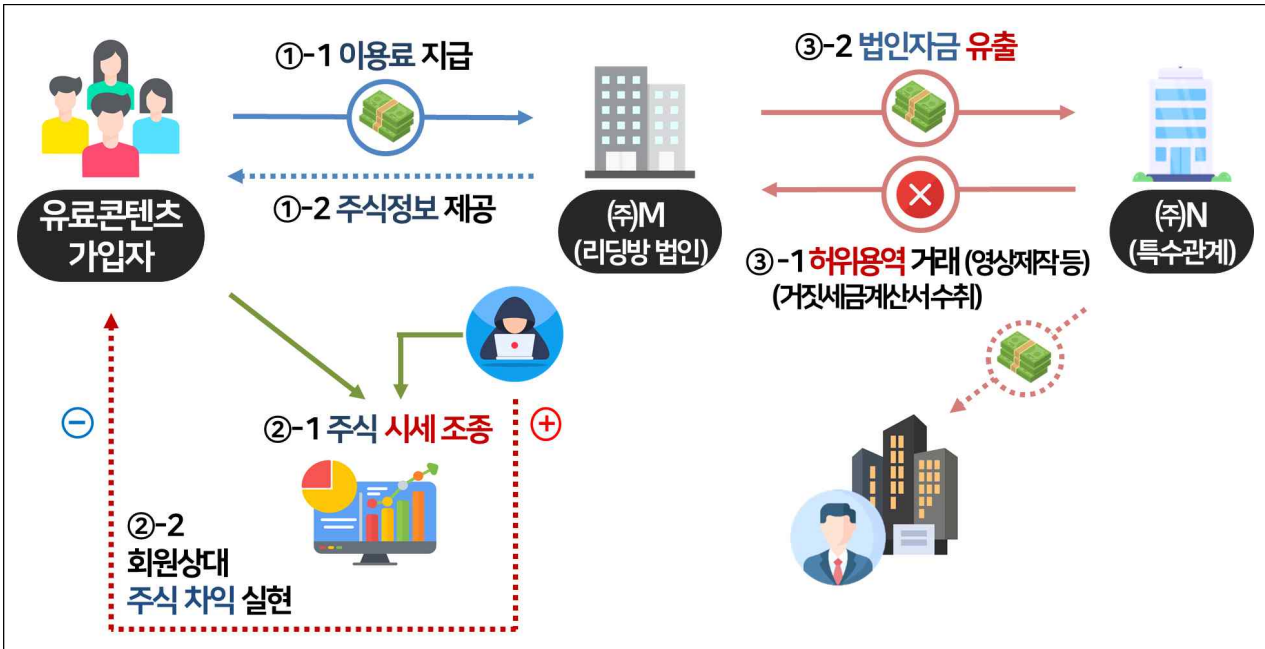 ①-1 이용료 지급
①-2 주식정보 제공
유료콘텐츠
가입자
㈜M
(리딩방 법인)
③-2 법인자금 유출
③-1 허위용역 거래 (영상제작 등)
(거짓세금계산서 수취)
㈜N
(특수관계)
②-1 주식 시세 조종
②-2
회원상대
주식 차익 실현